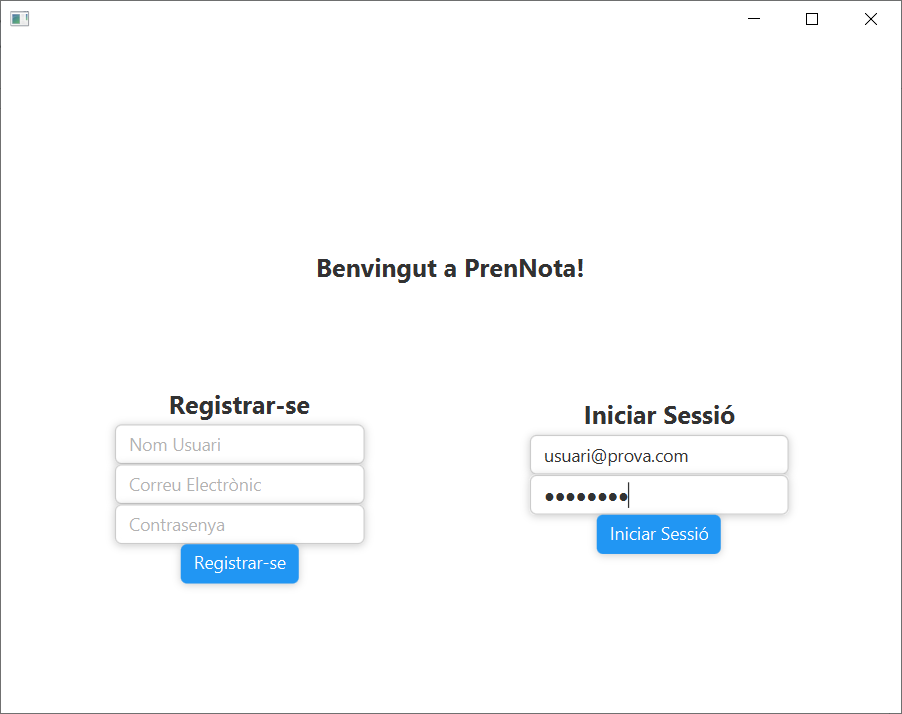 Benvingut a PrenNota!
Registrar-se
Nom Usuari
Correu Electrònic
Contrasenya
Registrar-se
Iniciar Sessió
usuari@prova.com
●●●●●●●●
Iniciar Sessió